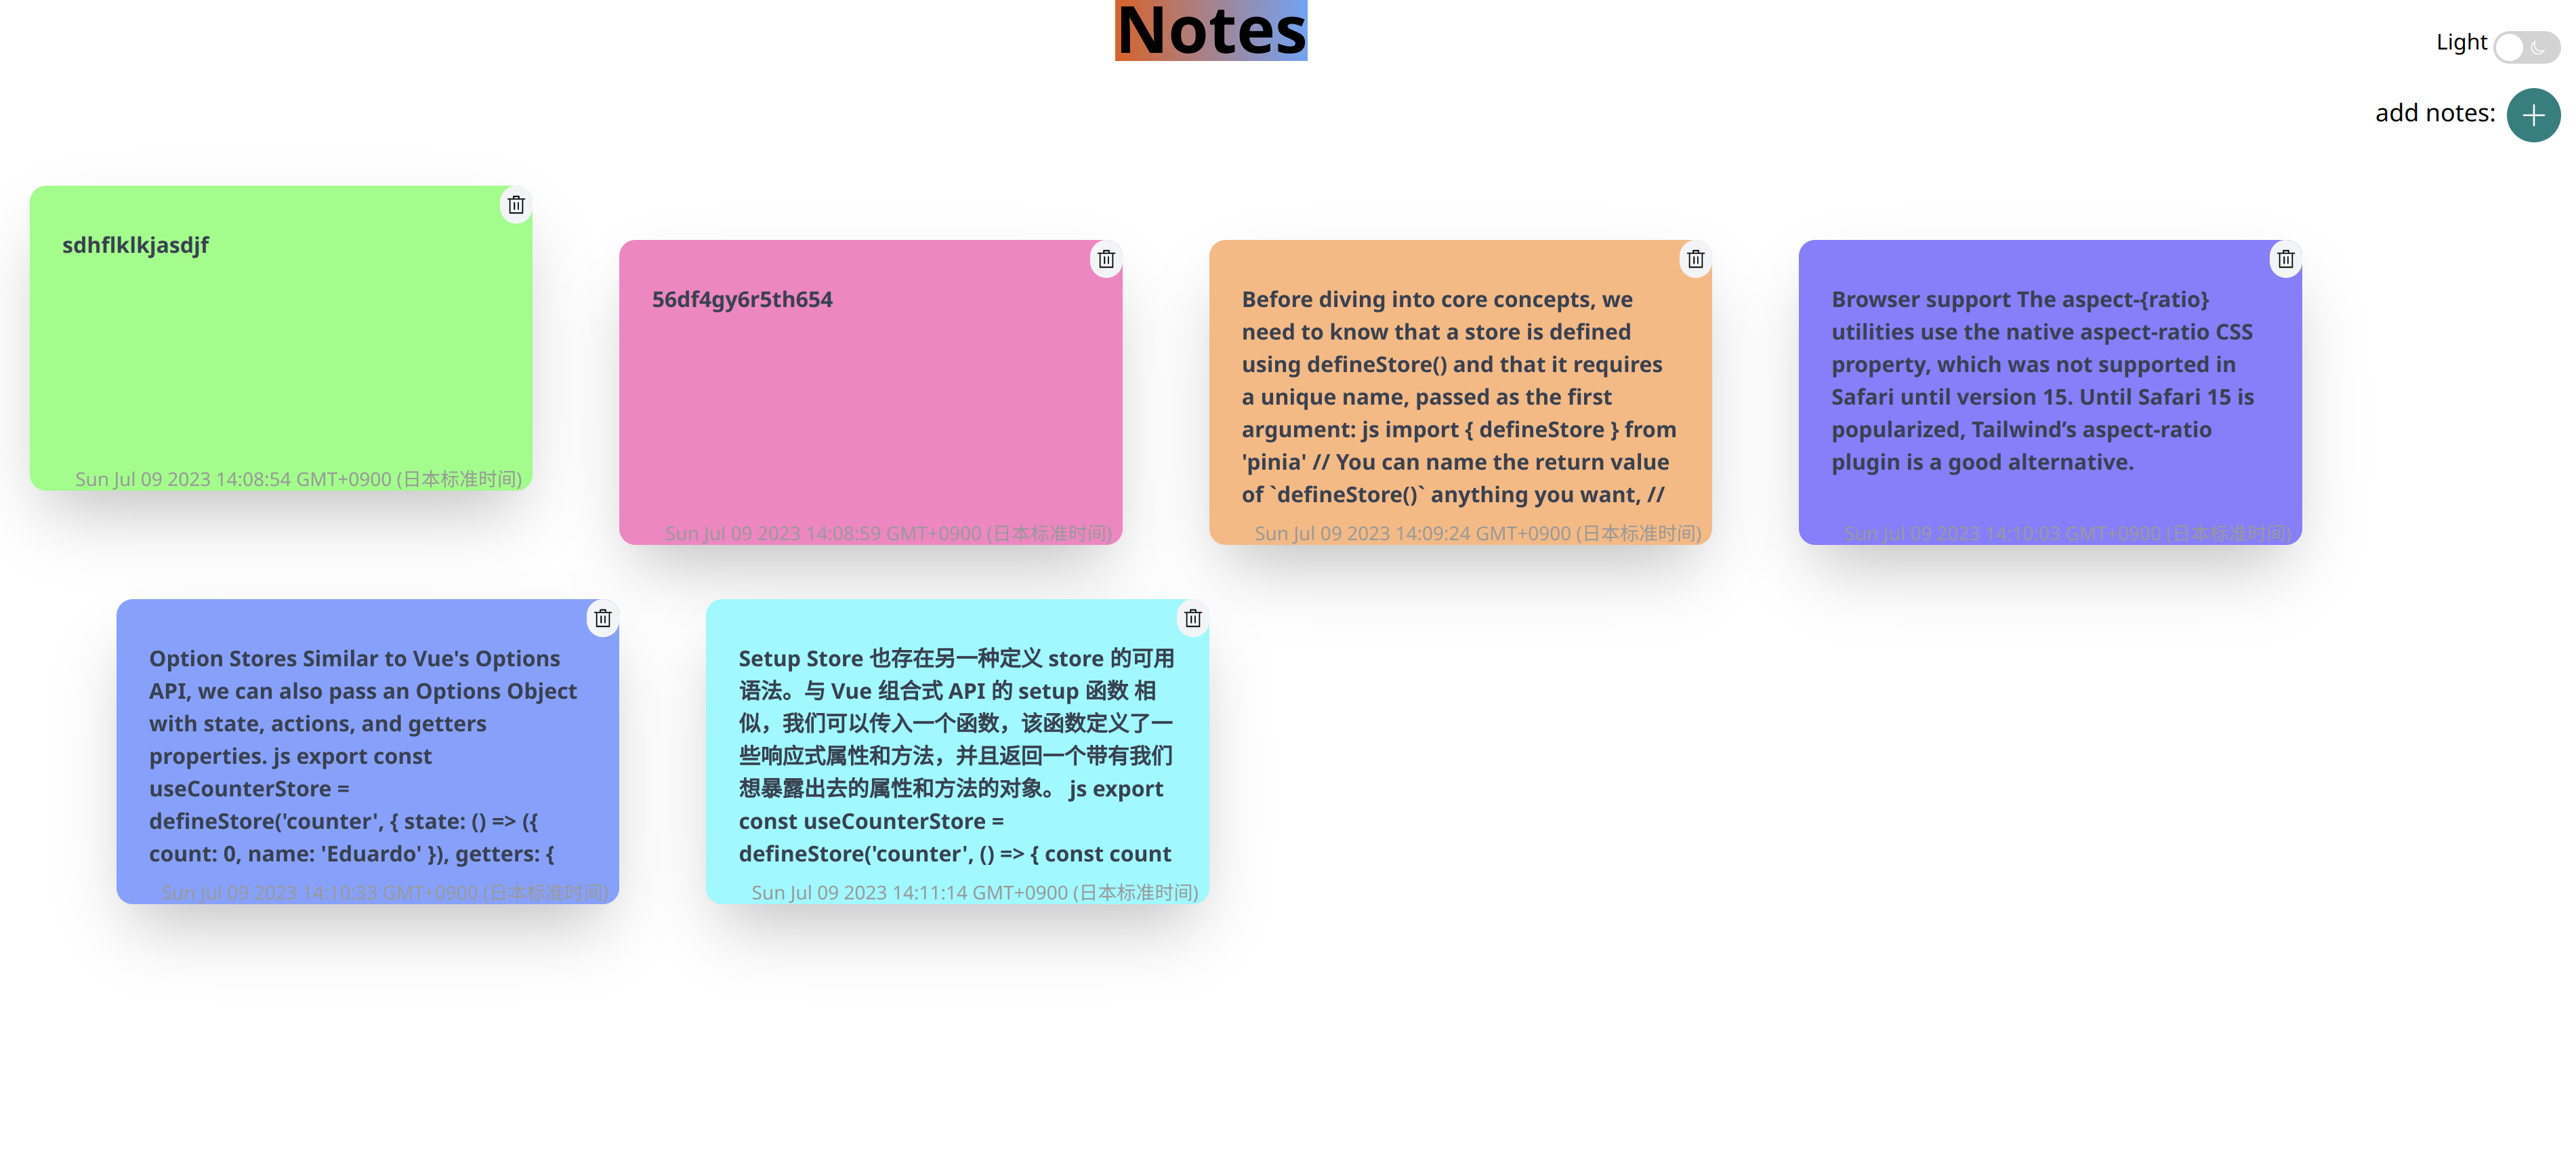 Notes
Light
add notes:
sdhflklkjasdjf
Sun Jul 09 2023 14:08:54 GMT+0900 (日本标准时间)
56df4gy6r5th654
Sun Jul 09 2023 14:08:59 GMT+0900 (日本标准时间)
Before diving into core concepts, we
need to know that a store is defined
using defineStore() and that it requires
a unique name, passed as the first
argument: js import { defineStore } from
'pinia' // You can name the return value
of `defineStore()` anything you want, //
Sun Jul 09 2023 14:09:24 GMT+0900 (日本标准时间)
Browser support The aspect-{ratio}
utilities use the native aspect-ratio CSS
property, which was not supported in
Safari until version 15. Until Safari 15 is
popularized, Tailwind’s aspect-ratio
plugin is a good alternative.
Sun Jul 09 2023 14:10:03 GMT+0900 (日本标准时间)
Option Stores Similar to Vue's Options
API, we can also pass an Options Object
with state, actions, and getters
properties. js export const
useCounterStore =
defineStore('counter', { state: () => ({
count: 0, name: 'Eduardo' }), getters: {
Sun Jul 09 2023 14:10:33 GMT+0900 (日本标准时间)
Setup Store 也存在另一种定义 store 的可用
语法。与 Vue 组合式 API 的 setup 函数 相
似，我们可以传入一个函数，该函数定义了一
些响应式属性和方法，并且返回一个带有我们
想暴露出去的属性和方法的对象。 js export
const useCounterStore =
defineStore('counter', () => { const count
Sun Jul 09 2023 14:11:14 GMT+0900 (日本标准时间)